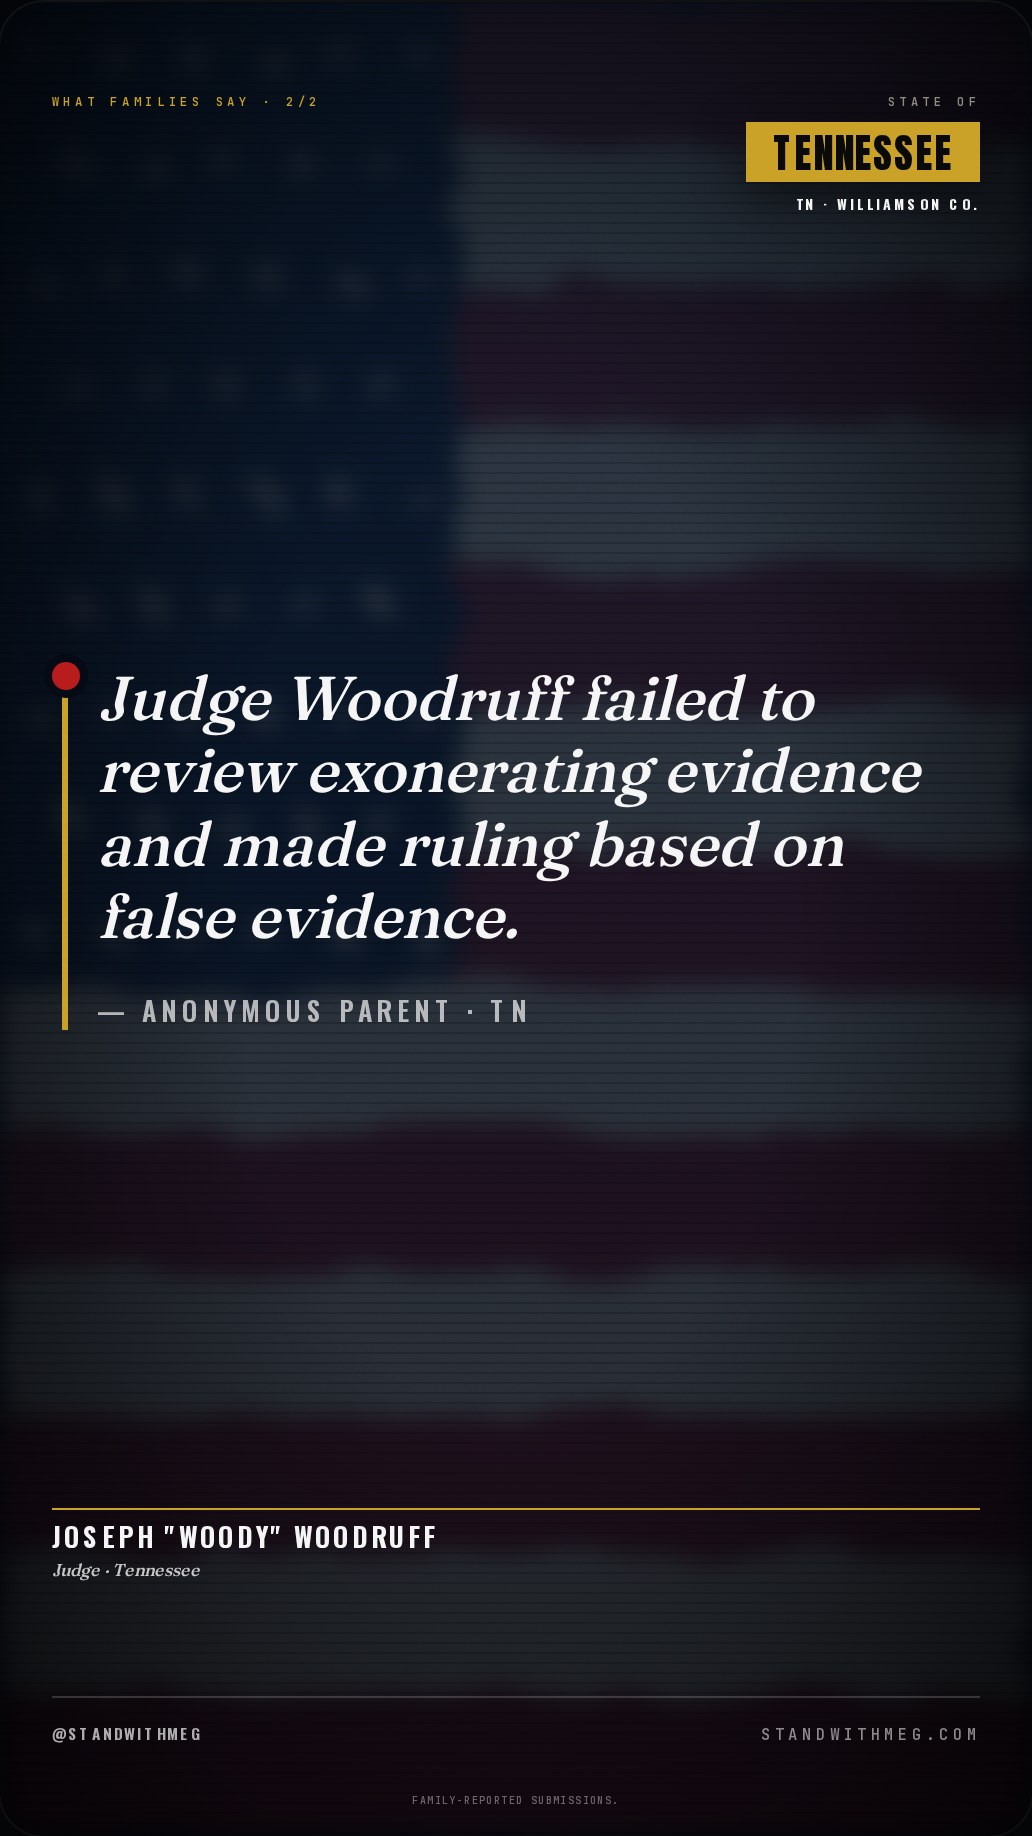 WHAT FAMILIES SAY · 2/2
STATE OF
TENNESSEE
TN · WILLIAMSON CO.
Judge Woodruff failed to
review exonerating evidence
and made ruling based on
false evidence.
— ANONYMOUS PARENT · TN
JOSEPH "WOODY" WOODRUFF
Judge · Tennessee
@STANDWITHMEG
STANDWITHMEG.COM
FAMILY-REPORTED SUBMISSIONS.